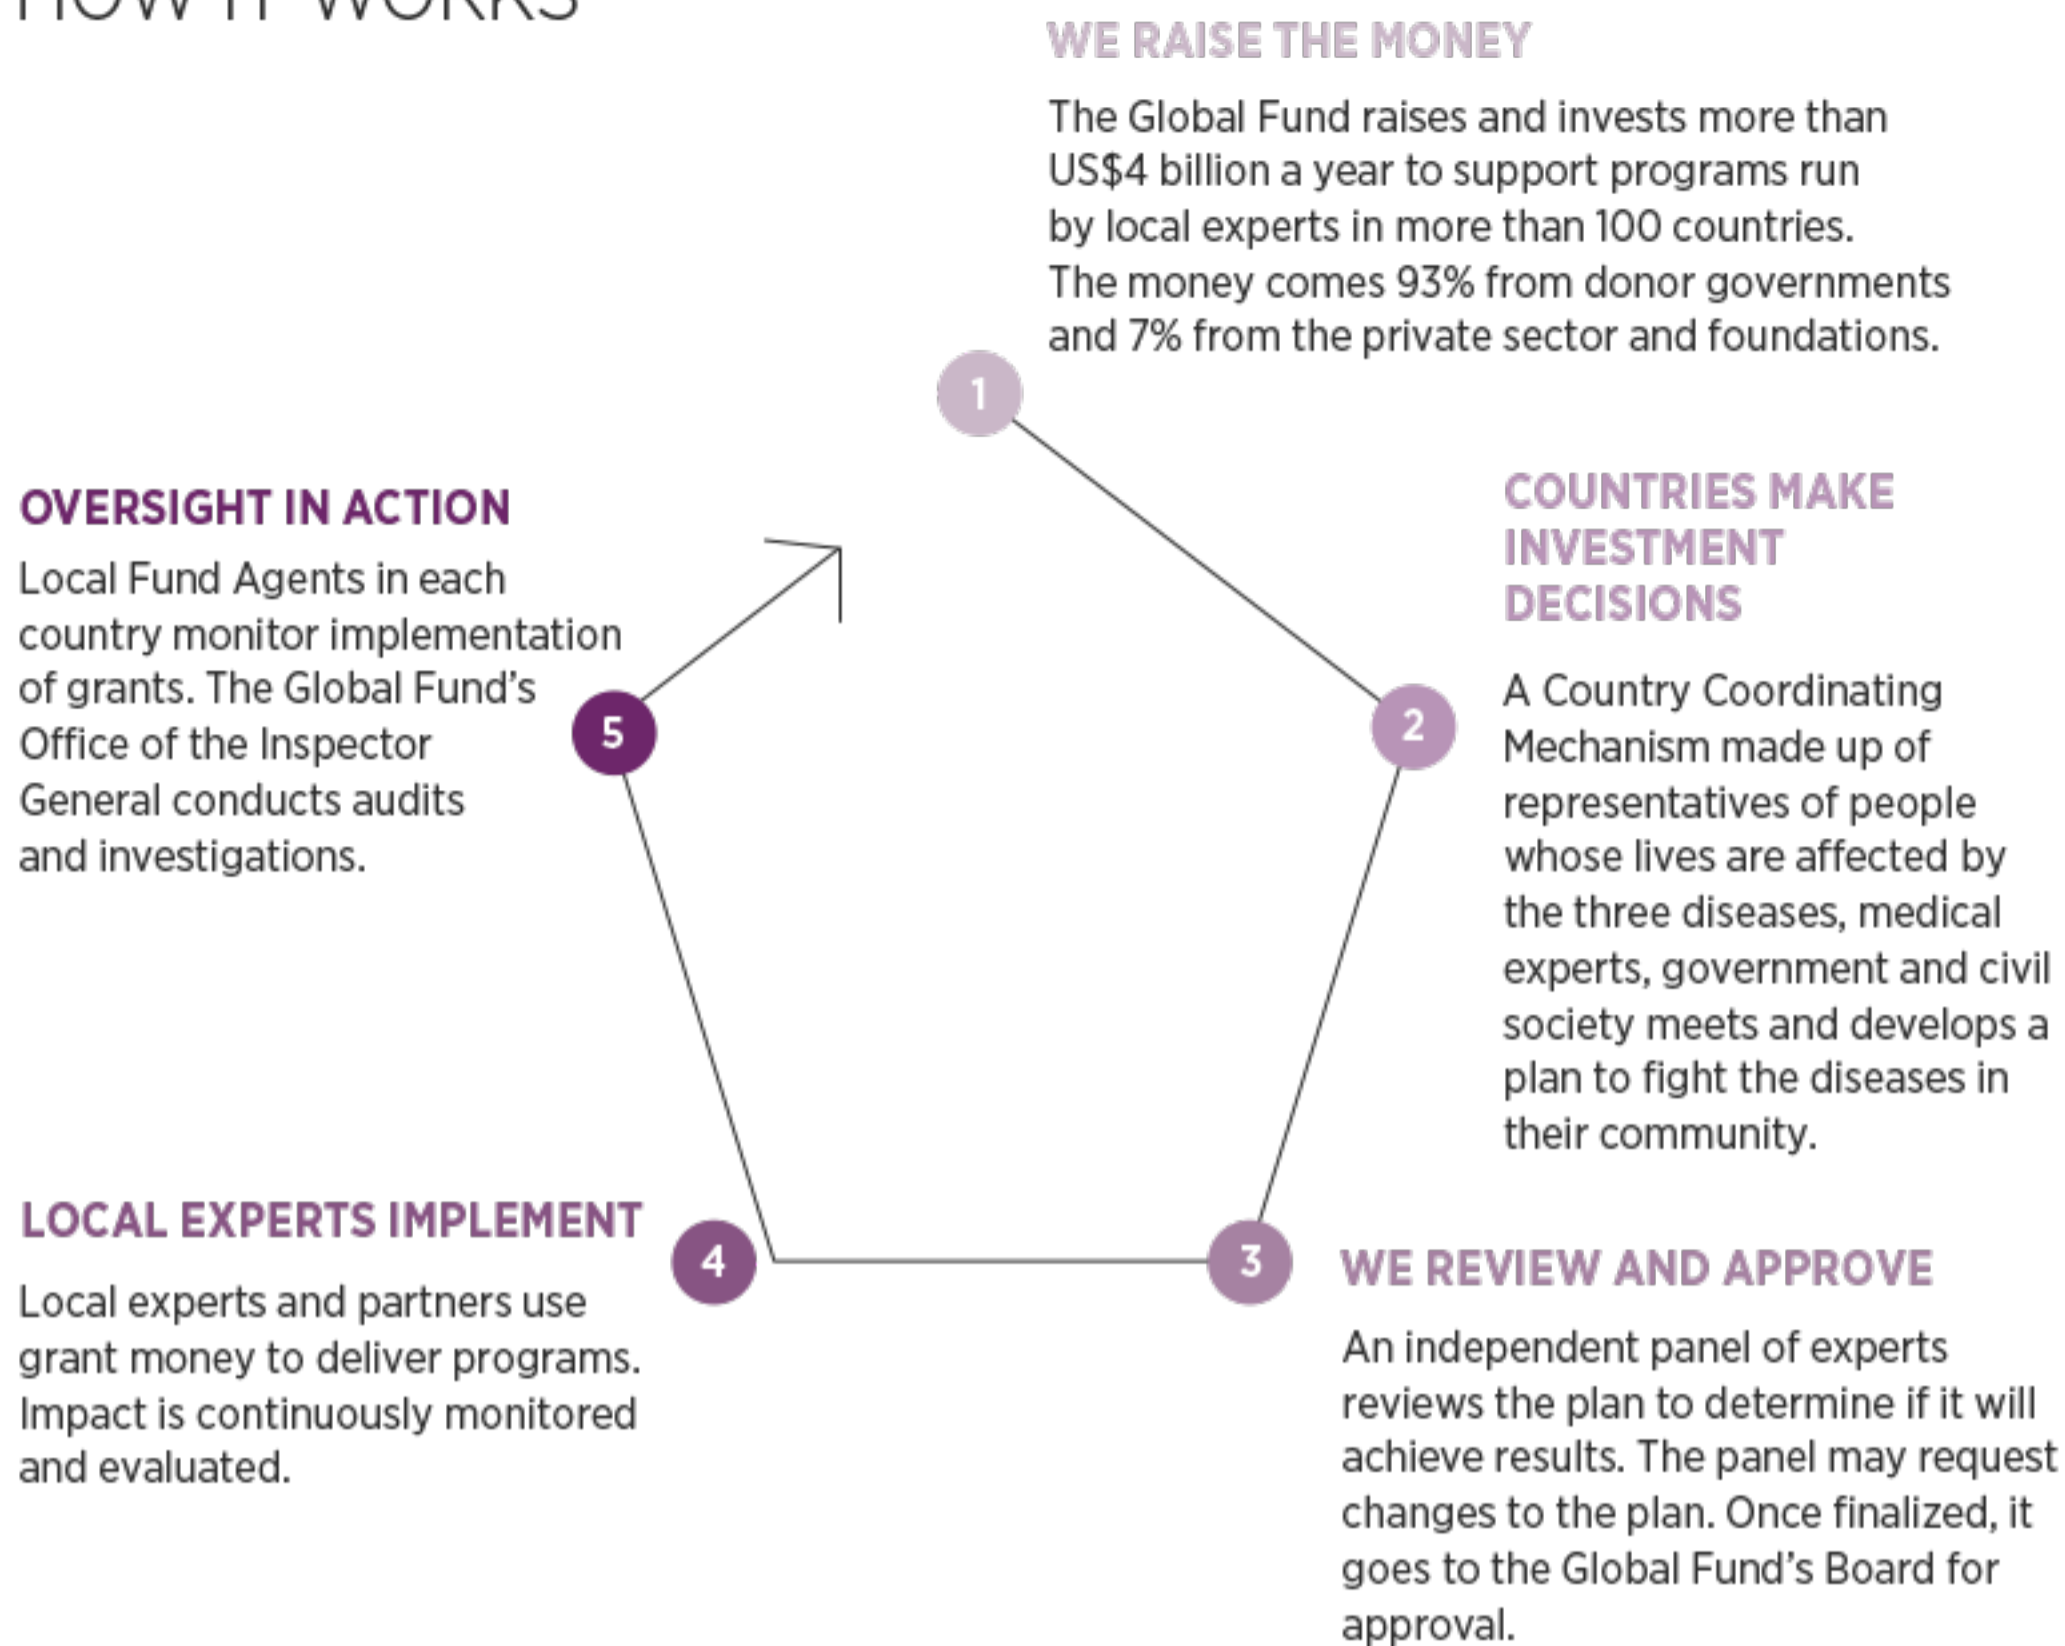 HOW IT WORKS
WE RAISE THE MONEY
The Global Fund raises and invests more than
US$4 billion a year to support programs run
by local experts in more than 100 countries.
The money comes 93% from donor governments
and 7% from the private sector and foundations.
1
COUNTRIES MAKE
INVESTMENT
DECISIONS
2
A Country Coordinating
Mechanism made up of
representatives of people
whose lives are affected by
the three diseases, medical
experts, government and civil
society meets and develops a
plan to fight the diseases in
their community.
3
WE REVIEW AND APPROVE
An independent panel of experts
reviews the plan to determine if it will
achieve results. The panel may request
changes to the plan. Once finalized, it
goes to the Global Fund’s Board for
approval.
LOCAL EXPERTS IMPLEMENT
4
Local experts and partners use
grant money to deliver programs.
Impact is continuously monitored
and evaluated.
OVERSIGHT IN ACTION
Local Fund Agents in each
country monitor implementation
of grants. The Global Fund’s
Office of the Inspector
General conducts audits
and investigations.
5